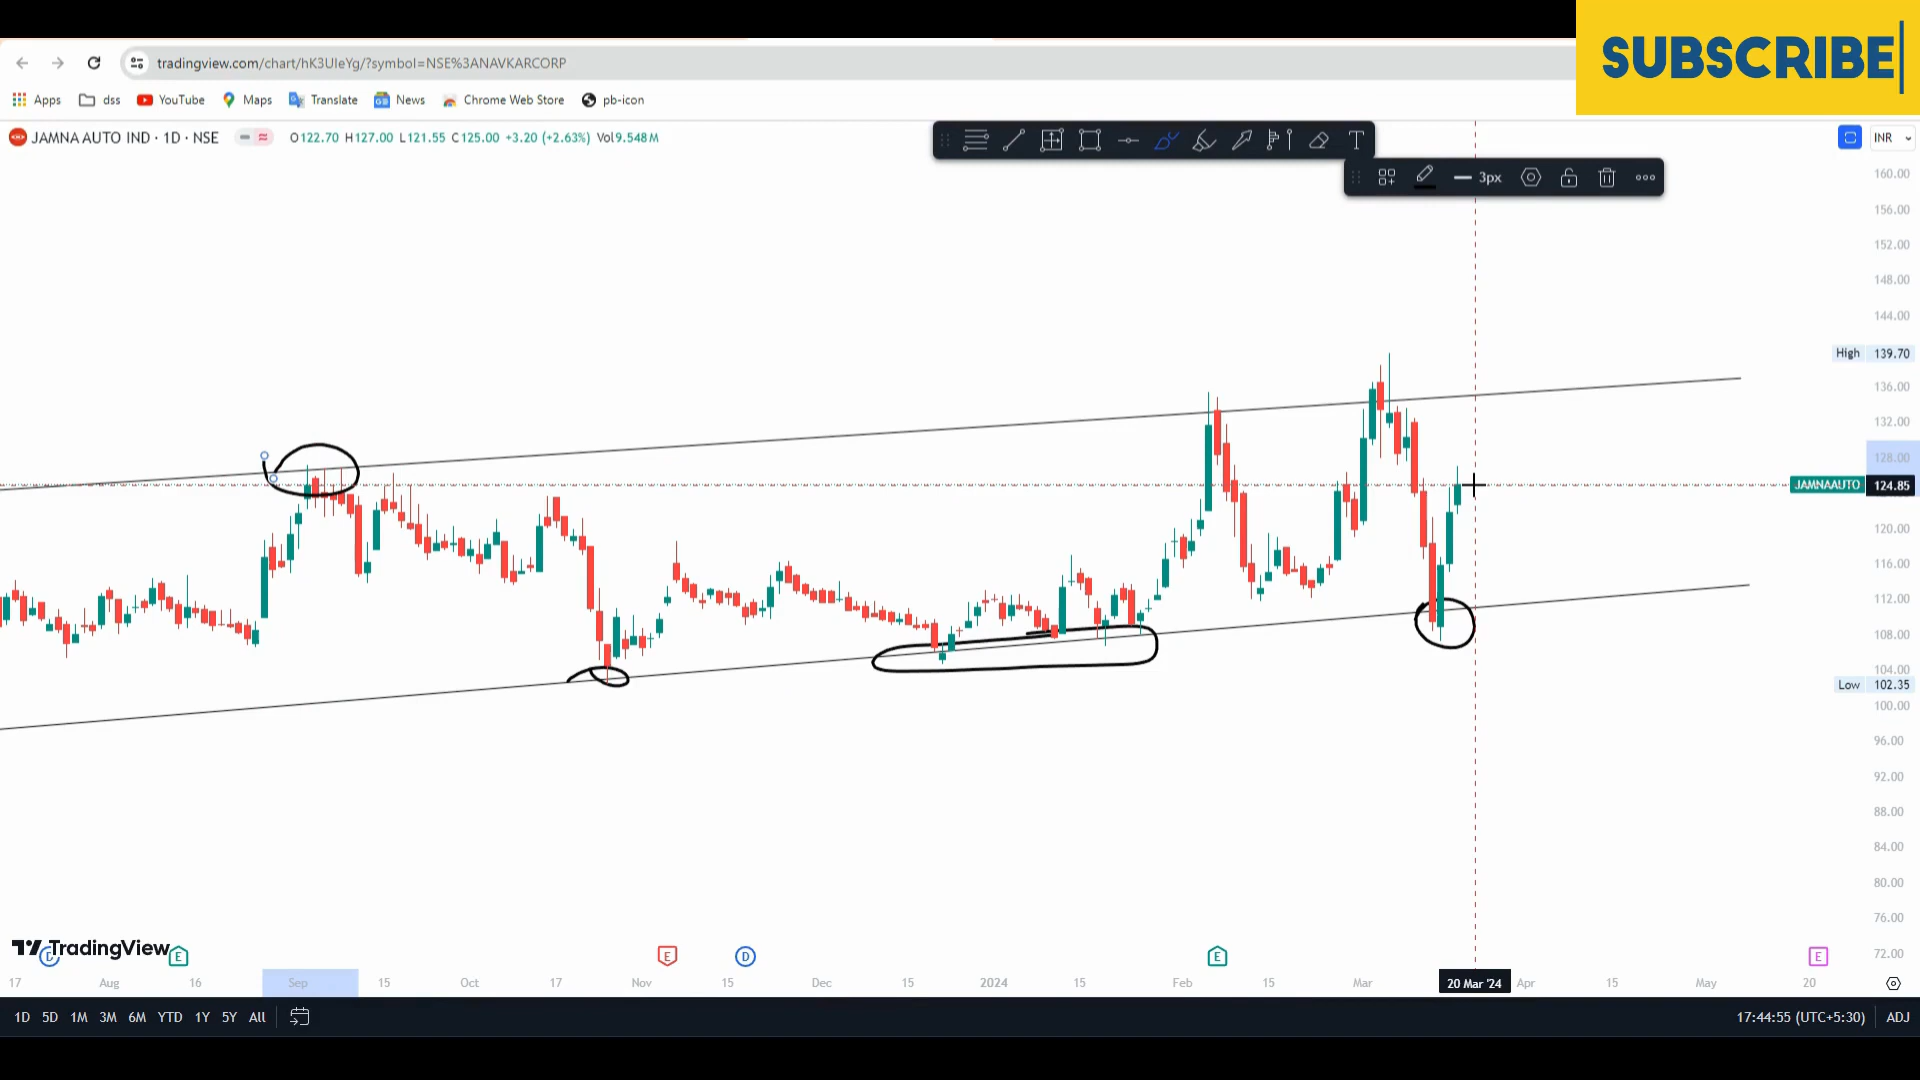 SUBSCRIBE
tradingview.com/chart/hK3UIeYg/?symbol=NSE%3ANAVKARCORP
Apps dss YouTube Maps Translate News Chrome Web Store pb-icon
JAMNA AUTO IND · 1D · NSE O122.70 H127.00 L121.55 C125.00 +3.20 (+2.63%) Vol9.548 M
T
INR
3px
160.00
156.00
152.00
148.00
144.00
High 139.70
136.00
132.00
128.00
JAMNAAUTO 124.85
120.00
116.00
112.00
108.00
104.00
Low 102.35
100.00
96.00
92.00
88.00
84.00
80.00
76.00
72.00
TradingView
D E E D E E
17 Aug 16 Sep 15 Oct 17 Nov 15 Dec 15 2024 15 Feb 15 Mar 20 Mar '24 Apr 15 May 20
1D 5D 1M 3M 6M YTD 1Y 5Y All 17:44:55 (UTC+5:30) ADJ